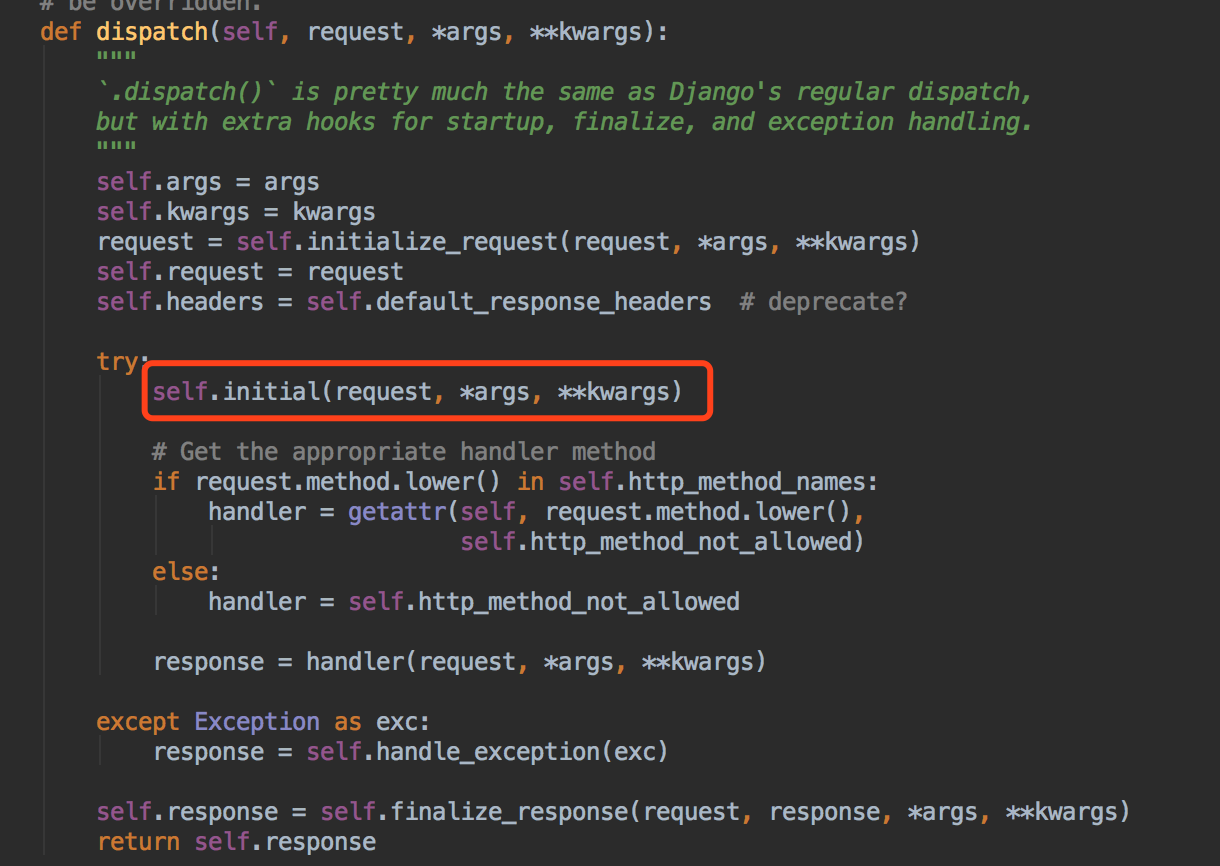 # be overridden.
def dispatch(self, request, *args, **kwargs):
    """
    `.dispatch()` is pretty much the same as Django's regular dispatch,
    but with extra hooks for startup, finalize, and exception handling.
    """
    self.args = args
    self.kwargs = kwargs
    request = self.initialize_request(request, *args, **kwargs)
    self.request = request
    self.headers = self.default_response_headers  # deprecate?

    try:
        self.initial(request, *args, **kwargs)

        # Get the appropriate handler method
        if request.method.lower() in self.http_method_names:
            handler = getattr(self, request.method.lower(),
                              self.http_method_not_allowed)
        else:
            handler = self.http_method_not_allowed

        response = handler(request, *args, **kwargs)

    except Exception as exc:
        response = self.handle_exception(exc)

    self.response = self.finalize_response(request, response, *args, **kwargs)
    return self.response